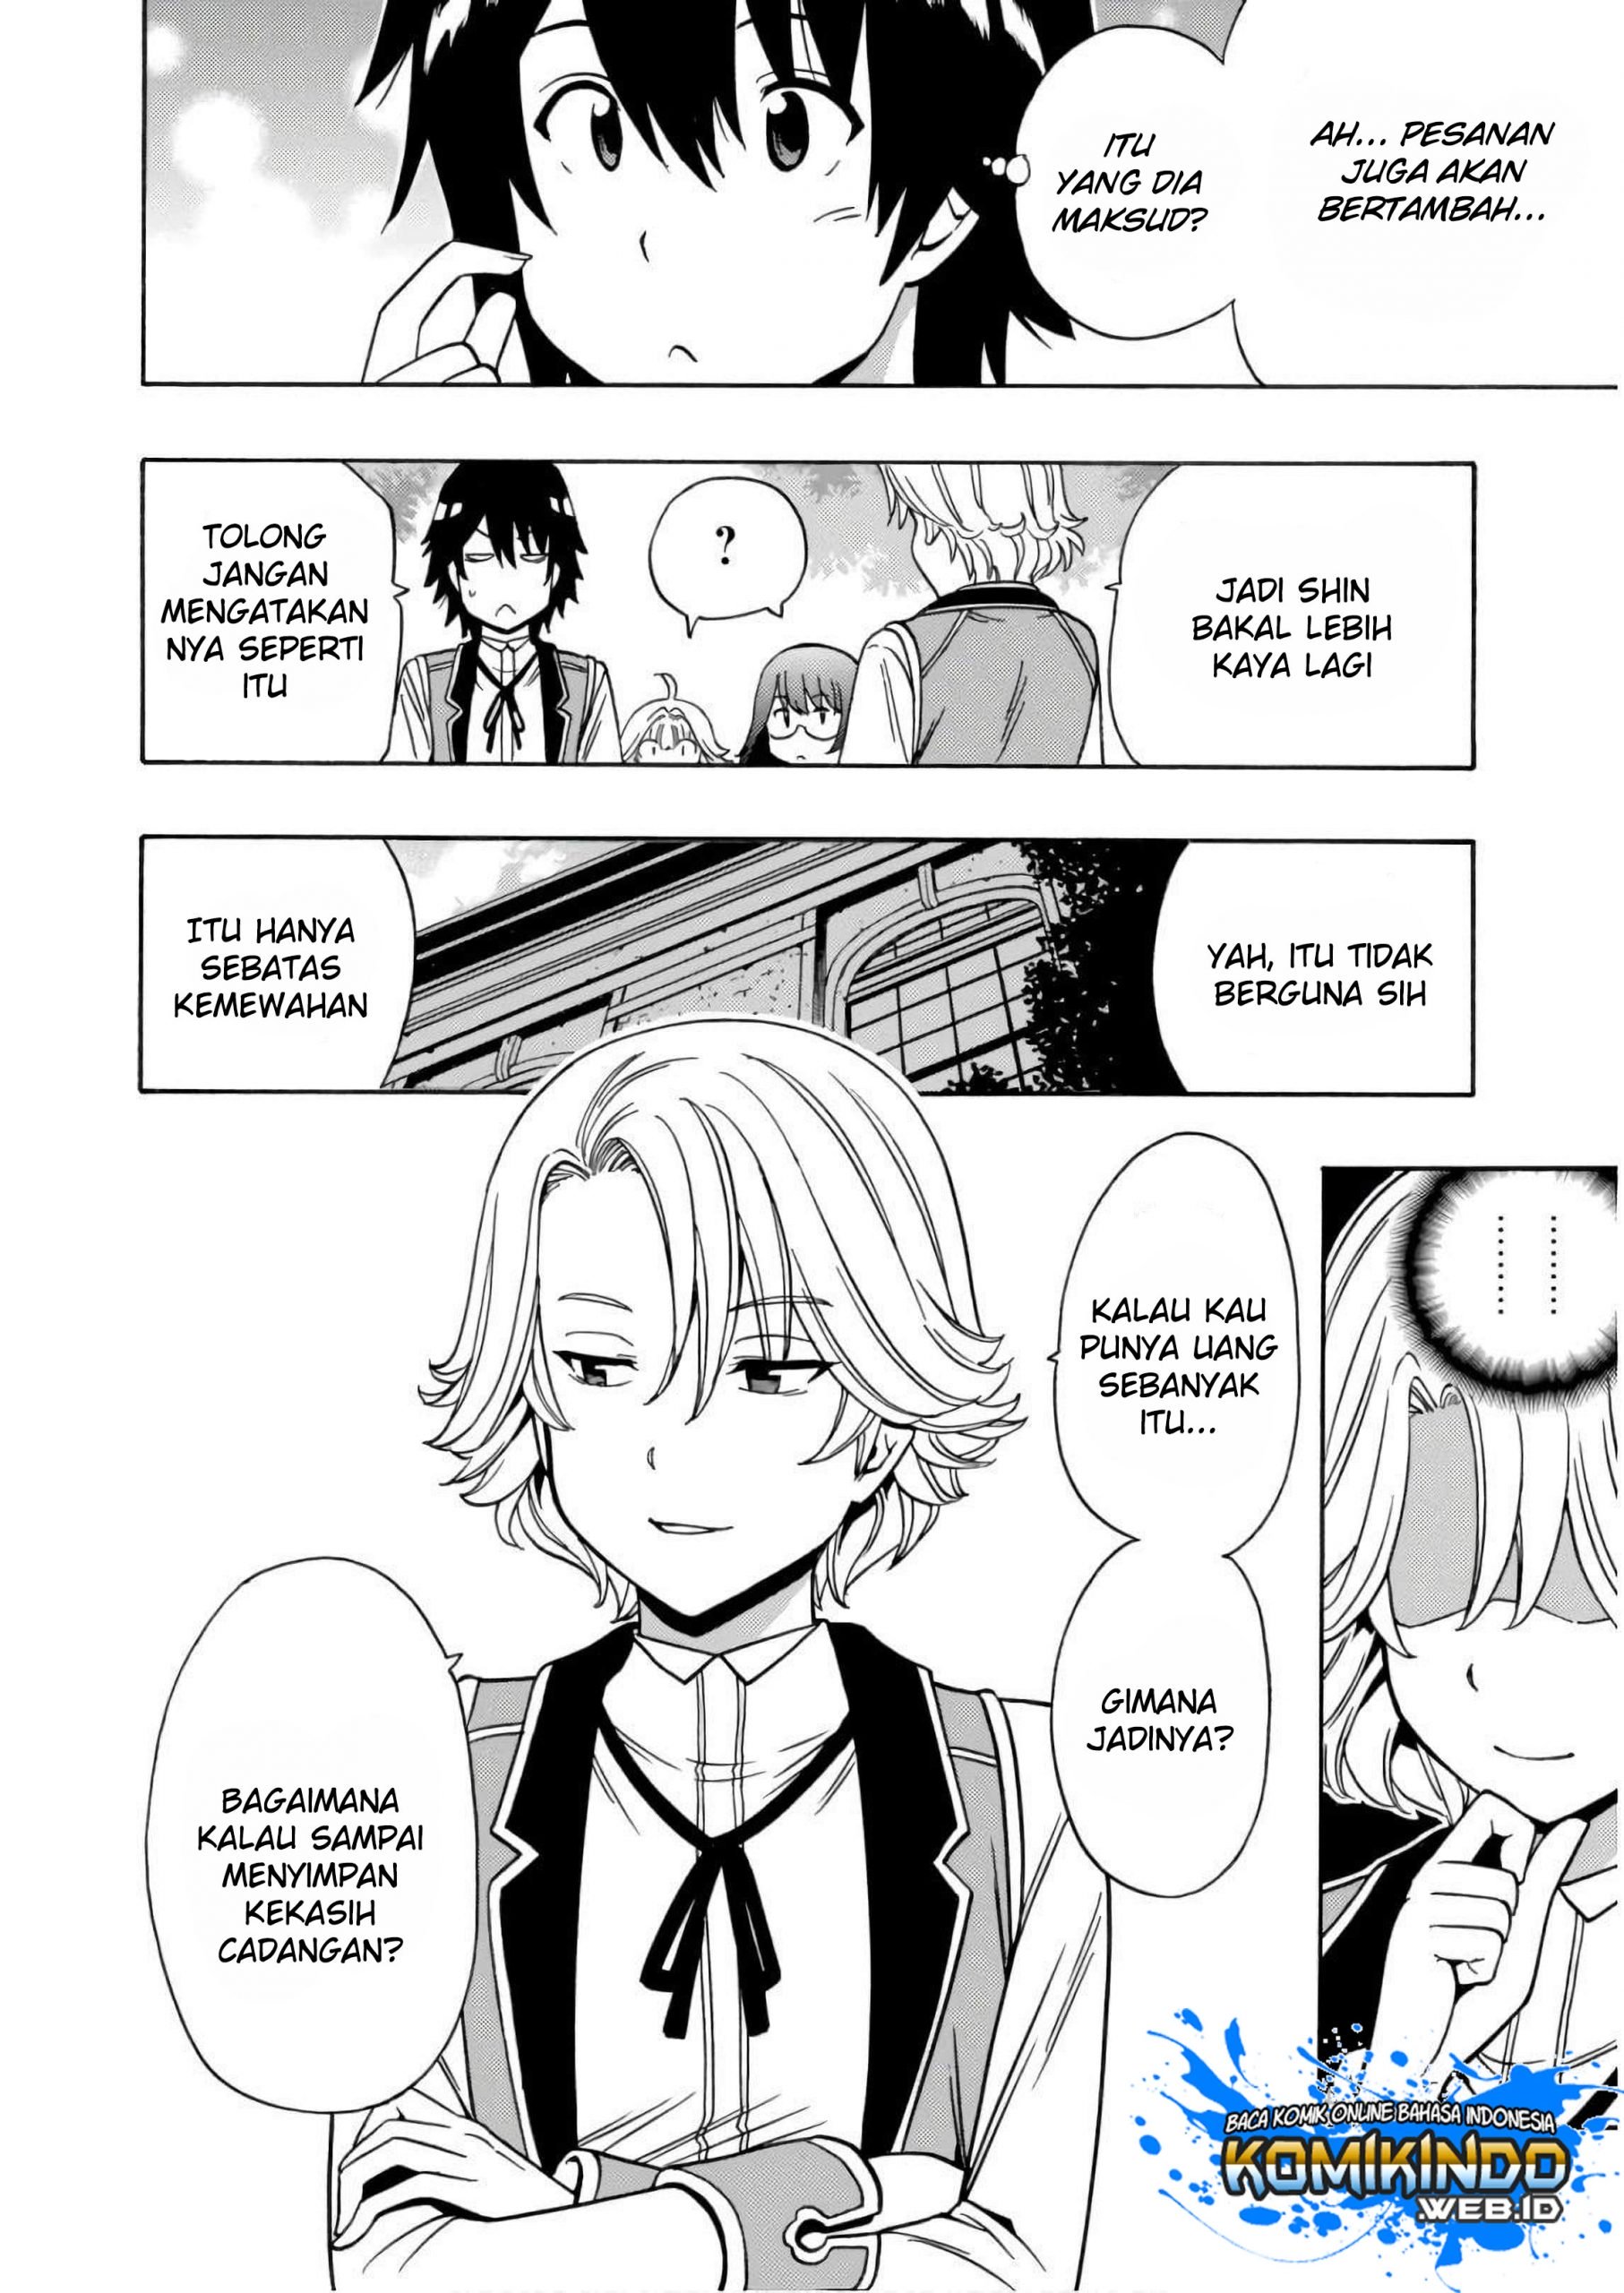 AH... PESANAN
JUGA AKAN
BERTAMBAH...
ITU
YANG DIA
MAKSUD?
JADI SHIN
BAKAL LEBIH
KAYA LAGI
?
TOLONG
JANGAN
MENGATAKAN
NYA SEPERTI
ITU
YAH, ITU TIDAK
BERGUNA SIH
ITU HANYA
SEBATAS
KEMEWAHAN
KALAU KAU
PUNYA UANG
SEBANYAK
ITU...
GIMANA
JADINYA?
BAGAIMANA
KALAU SAMPAI
MENYIMPAN
KEKASIH
CADANGAN?
BACA KOMIK ONLINE BAHASA INDONESIA
KOMIKINDO
.WEB.ID